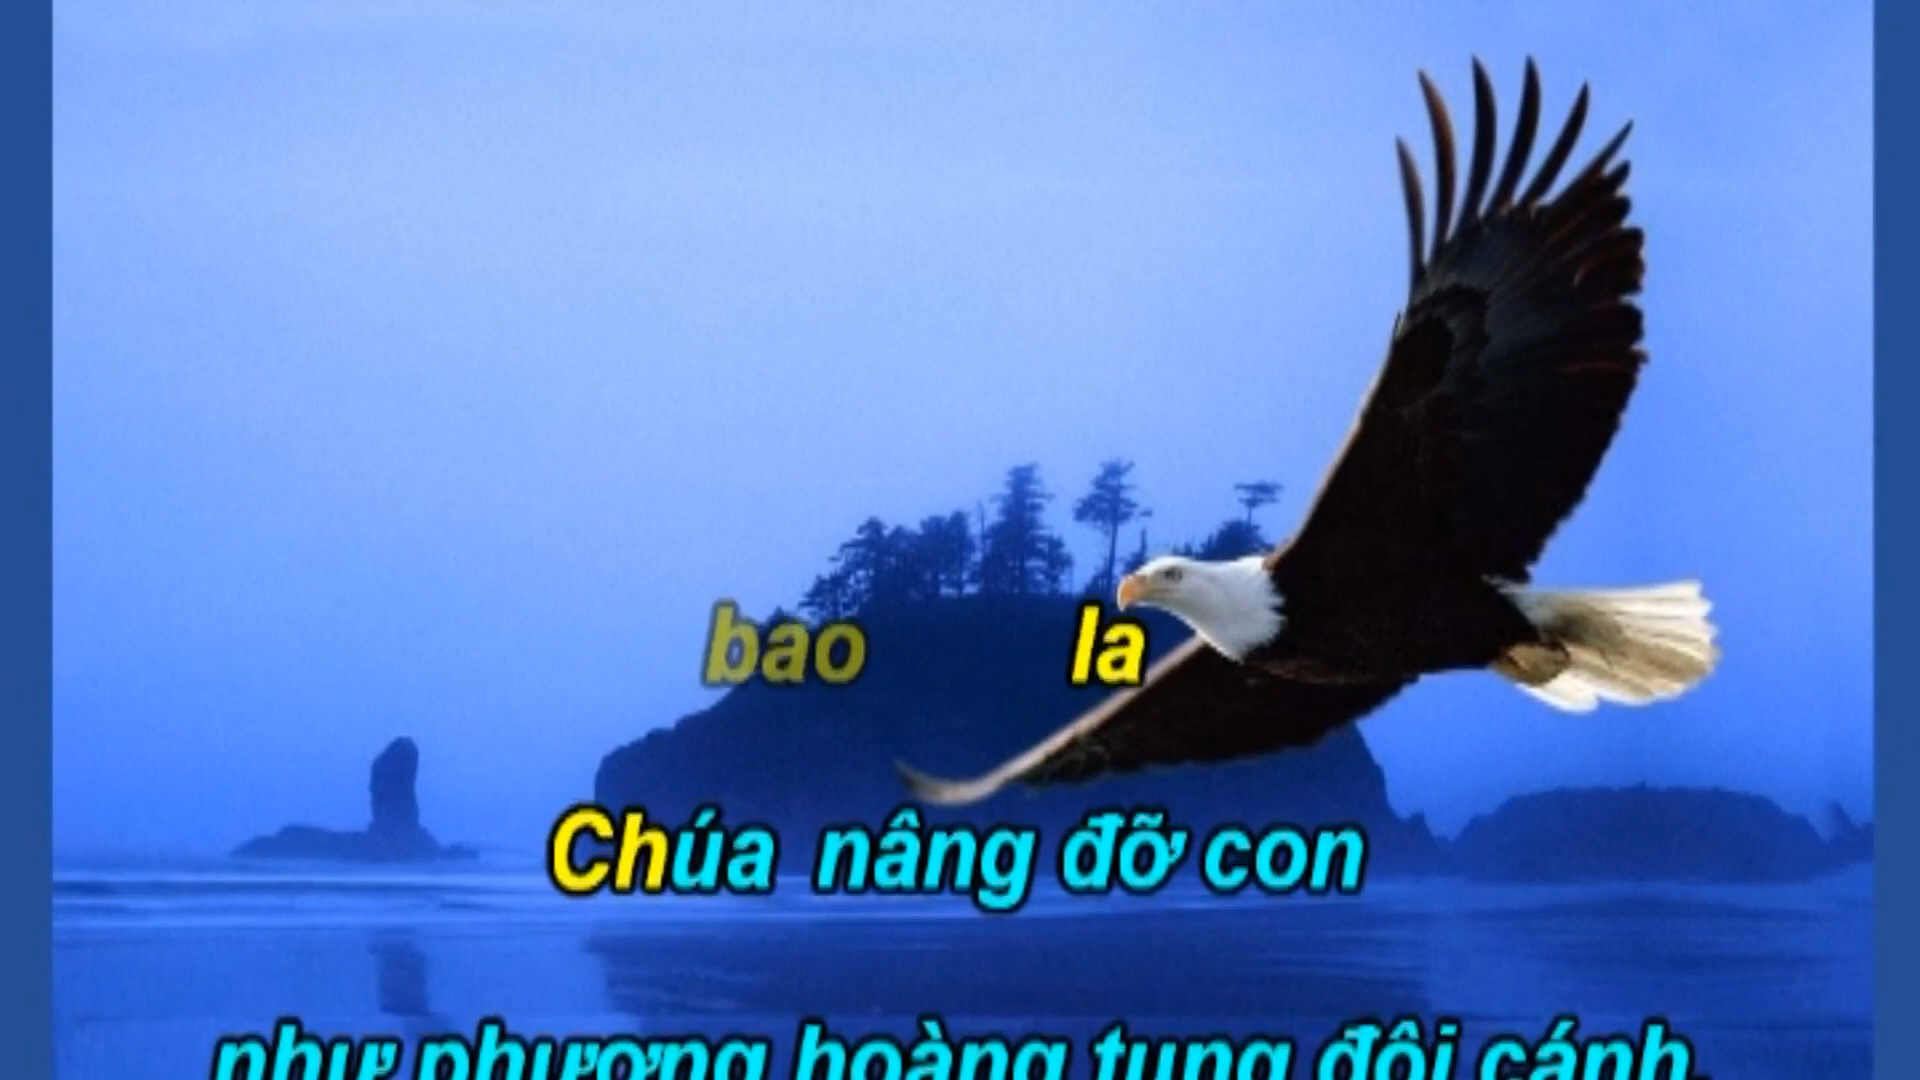 bao la
Chúa nâng đỡ con
như phượng hoàng tung đôi cánh.